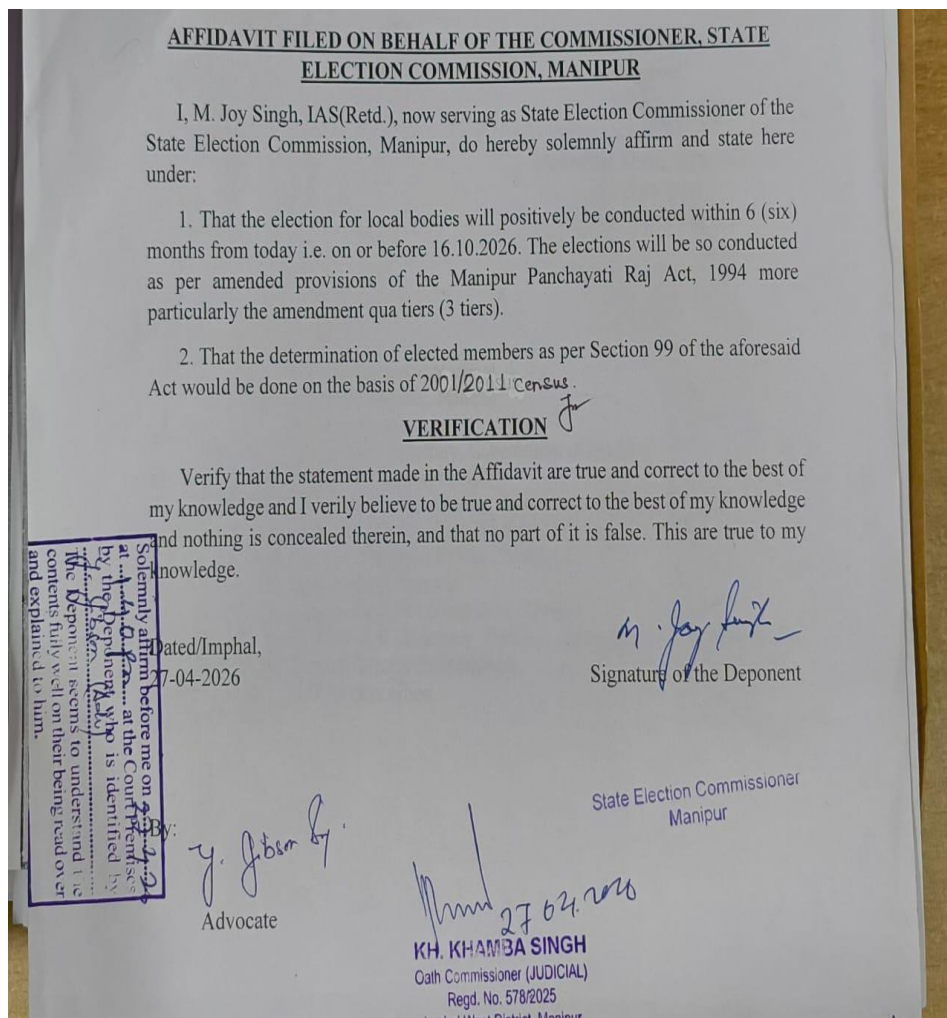 AFFIDAVIT FILED ON BEHALF OF THE COMMISSIONER, STATE
ELECTION COMMISSION, MANIPUR
I, M. Joy Singh, IAS(Retd.), now serving as State Election Commissioner of the
State Election Commission, Manipur, do hereby solemnly affirm and state here
under:
1. That the election for local bodies will positively be conducted within 6 (six)
months from today i.e. on or before 16.10.2026. The elections will be so conducted
as per amended provisions of the Manipur Panchayati Raj Act, 1994 more
particularly the amendment qua tiers (3 tiers).
2. That the determination of elected members as per Section 99 of the aforesaid
Act would be done on the basis of 2001/2011 Census.
VERIFICATION
Verify that the statement made in the Affidavit are true and correct to the best of
my knowledge and I verily believe to be true and correct to the best of my knowledge
and nothing is concealed therein, and that no part of it is false. This are true to my
knowledge.
Solemnly affirm before me on
at ... at the Court Premises
by the Deponent who is identified by
The Deponent seems to understand the
contents fully well on their being read over
and explained to him.
Dated/Imphal,
27-04-2026
M. Joy Singh
Signature of the Deponent
State Election Commissioner
Manipur
By:
Y. Gibson
Advocate
KH. KHAMBA SINGH
Oath Commissioner (JUDICIAL)
Regd. No. 578/2025
West District, Manipur